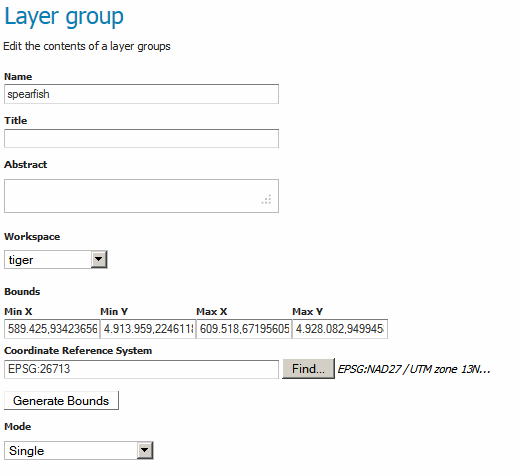 Layer group
Edit the contents of a layer groups
Name
spearfish
Title
Abstract
Workspace
tiger
Bounds
Min X Min Y Max X Max Y
589.425,93423656 4.913.959,2246118 609.518,67195605 4.928.082,949945
Coordinate Reference System
EPSG:26713 Find... EPSG:NAD27 / UTM zone 13N...
Generate Bounds
Mode
Single